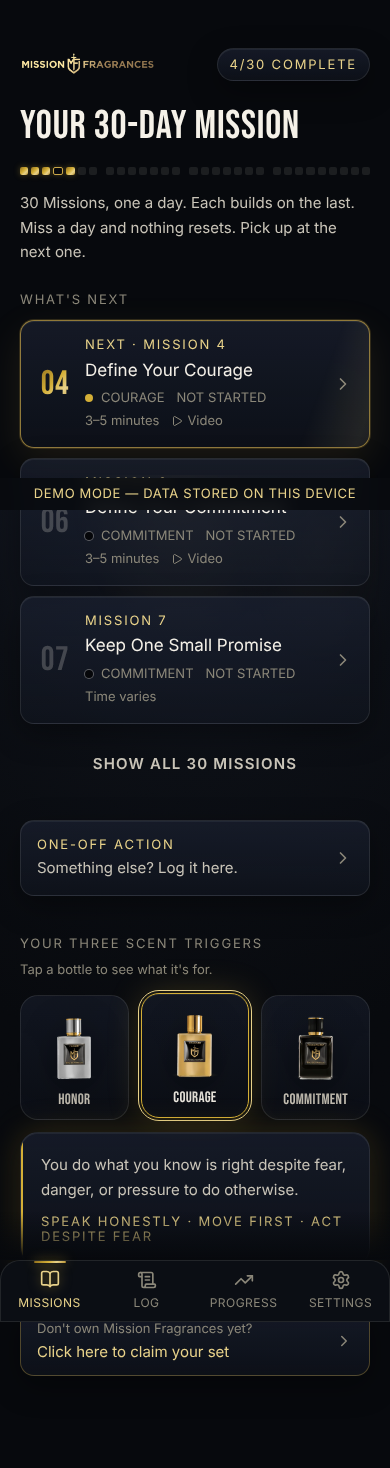 MISSION FRAGRANCES
4/30 COMPLETE
YOUR 30-DAY MISSION
30 Missions, one a day. Each builds on the last.
Miss a day and nothing resets. Pick up at the
next one.
WHAT'S NEXT
NEXT · MISSION 4
04
Define Your Courage
COURAGE NOT STARTED
3–5 minutes Video
DEMO MODE — DATA STORED ON THIS DEVICE
06
Define Your Commitment
COMMITMENT NOT STARTED
3–5 minutes Video
MISSION 7
07
Keep One Small Promise
COMMITMENT NOT STARTED
Time varies
SHOW ALL 30 MISSIONS
ONE-OFF ACTION
Something else? Log it here.
YOUR THREE SCENT TRIGGERS
Tap a bottle to see what it's for.
HONOR
COURAGE
COMMITMENT
You do what you know is right despite fear,
danger, or pressure to do otherwise.
SPEAK HONESTLY · MOVE FIRST · ACT
DESPITE FEAR
MISSIONS
LOG
PROGRESS
SETTINGS
Don't own Mission Fragrances yet?
Click here to claim your set